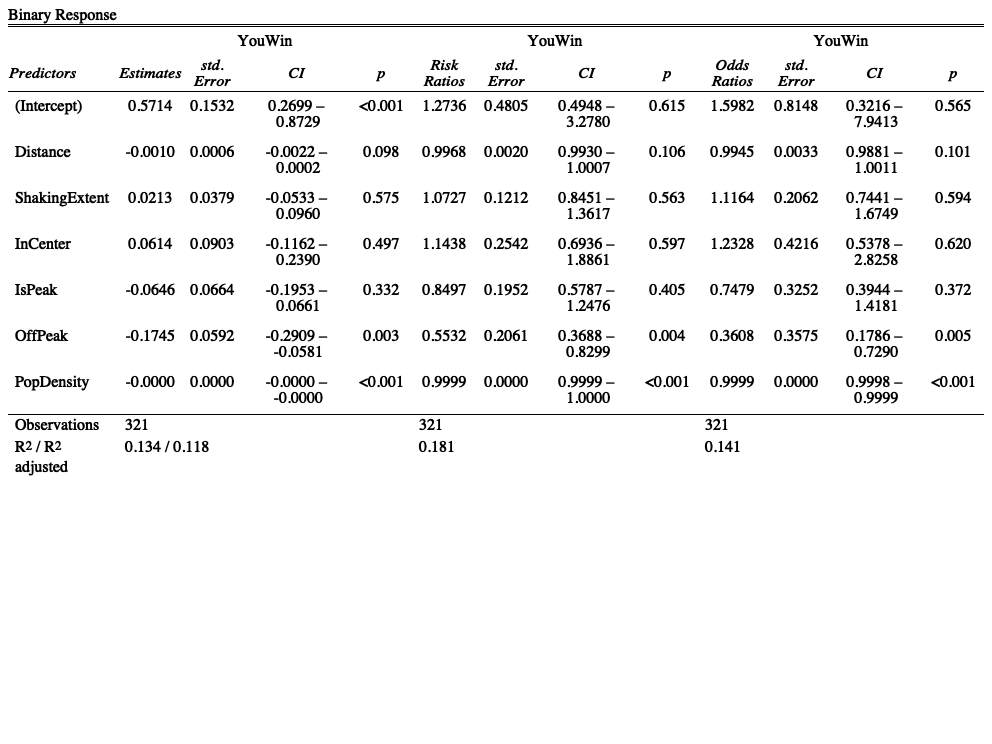 Binary Response
YouWin YouWin YouWin
Predictors Estimates std. Error CI p Risk Ratios std. Error CI p Odds Ratios std. Error CI p
(Intercept) 0.5714 0.1532 0.2699 – 0.8729 <0.001 1.2736 0.4805 0.4948 – 3.2780 0.615 1.5982 0.8148 0.3216 – 7.9413 0.565
Distance -0.0010 0.0006 -0.0022 – 0.0002 0.098 0.9968 0.0020 0.9930 – 1.0007 0.106 0.9945 0.0033 0.9881 – 1.0011 0.101
ShakingExtent 0.0213 0.0379 -0.0533 – 0.0960 0.575 1.0727 0.1212 0.8451 – 1.3617 0.563 1.1164 0.2062 0.7441 – 1.6749 0.594
InCenter 0.0614 0.0903 -0.1162 – 0.2390 0.497 1.1438 0.2542 0.6936 – 1.8861 0.597 1.2328 0.4216 0.5378 – 2.8258 0.620
IsPeak -0.0646 0.0664 -0.1953 – 0.0661 0.332 0.8497 0.1952 0.5787 – 1.2476 0.405 0.7479 0.3252 0.3944 – 1.4181 0.372
OffPeak -0.1745 0.0592 -0.2909 – -0.0581 0.003 0.5532 0.2061 0.3688 – 0.8299 0.004 0.3608 0.3575 0.1786 – 0.7290 0.005
PopDensity -0.0000 0.0000 -0.0000 – -0.0000 <0.001 0.9999 0.0000 0.9999 – 1.0000 <0.001 0.9999 0.0000 0.9998 – 0.9999 <0.001
Observations 321 321 321
R2 / R2 adjusted 0.134 / 0.118 0.181 0.141